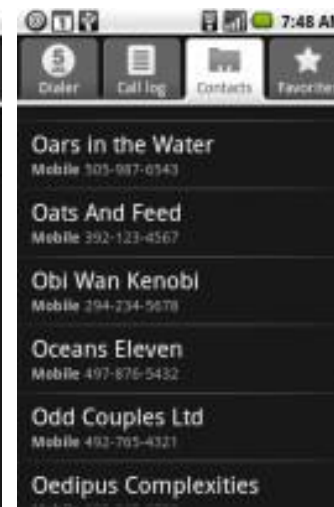 1
7:48 AM
5
Dialer
Call log
Contacts
Favorites
Oars in the Water
Mobile 505-987-6543
Oats And Feed
Mobile 392-123-4567
Obi Wan Kenobi
Mobile 294-234-5678
Oceans Eleven
Mobile 497-876-5432
Odd Couples Ltd
Mobile 492-765-4321
Oedipus Complexities